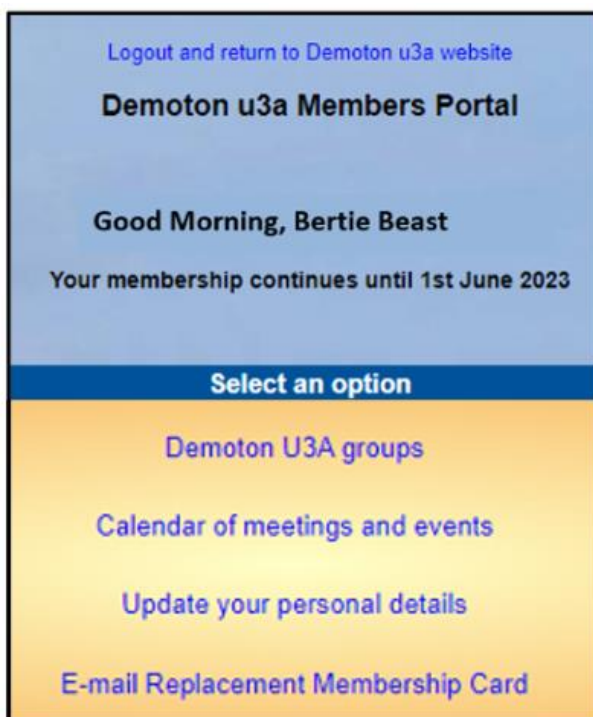 Logout and return to Demoton u3a website
Demoton u3a Members Portal
Good Morning, Bertie Beast
Your membership continues until 1st June 2023
Select an option
Demoton U3A groups
Calendar of meetings and events
Update your personal details
E-mail Replacement Membership Card